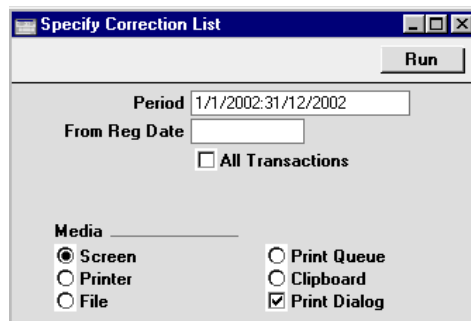 Specify Correction List
Run
Period 1/1/2002:31/12/2002
From Reg Date
All Transactions
Media
Screen Print Queue
Printer Clipboard
File Print Dialog